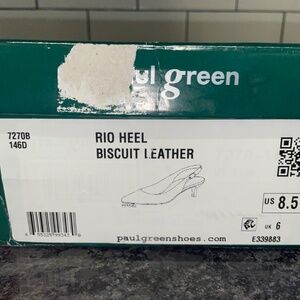 ul green
7270B
146D
RIO HEEL
BISCUIT LEATHER
US 8.5
UK 6
paulgreenshoes.com
E339883